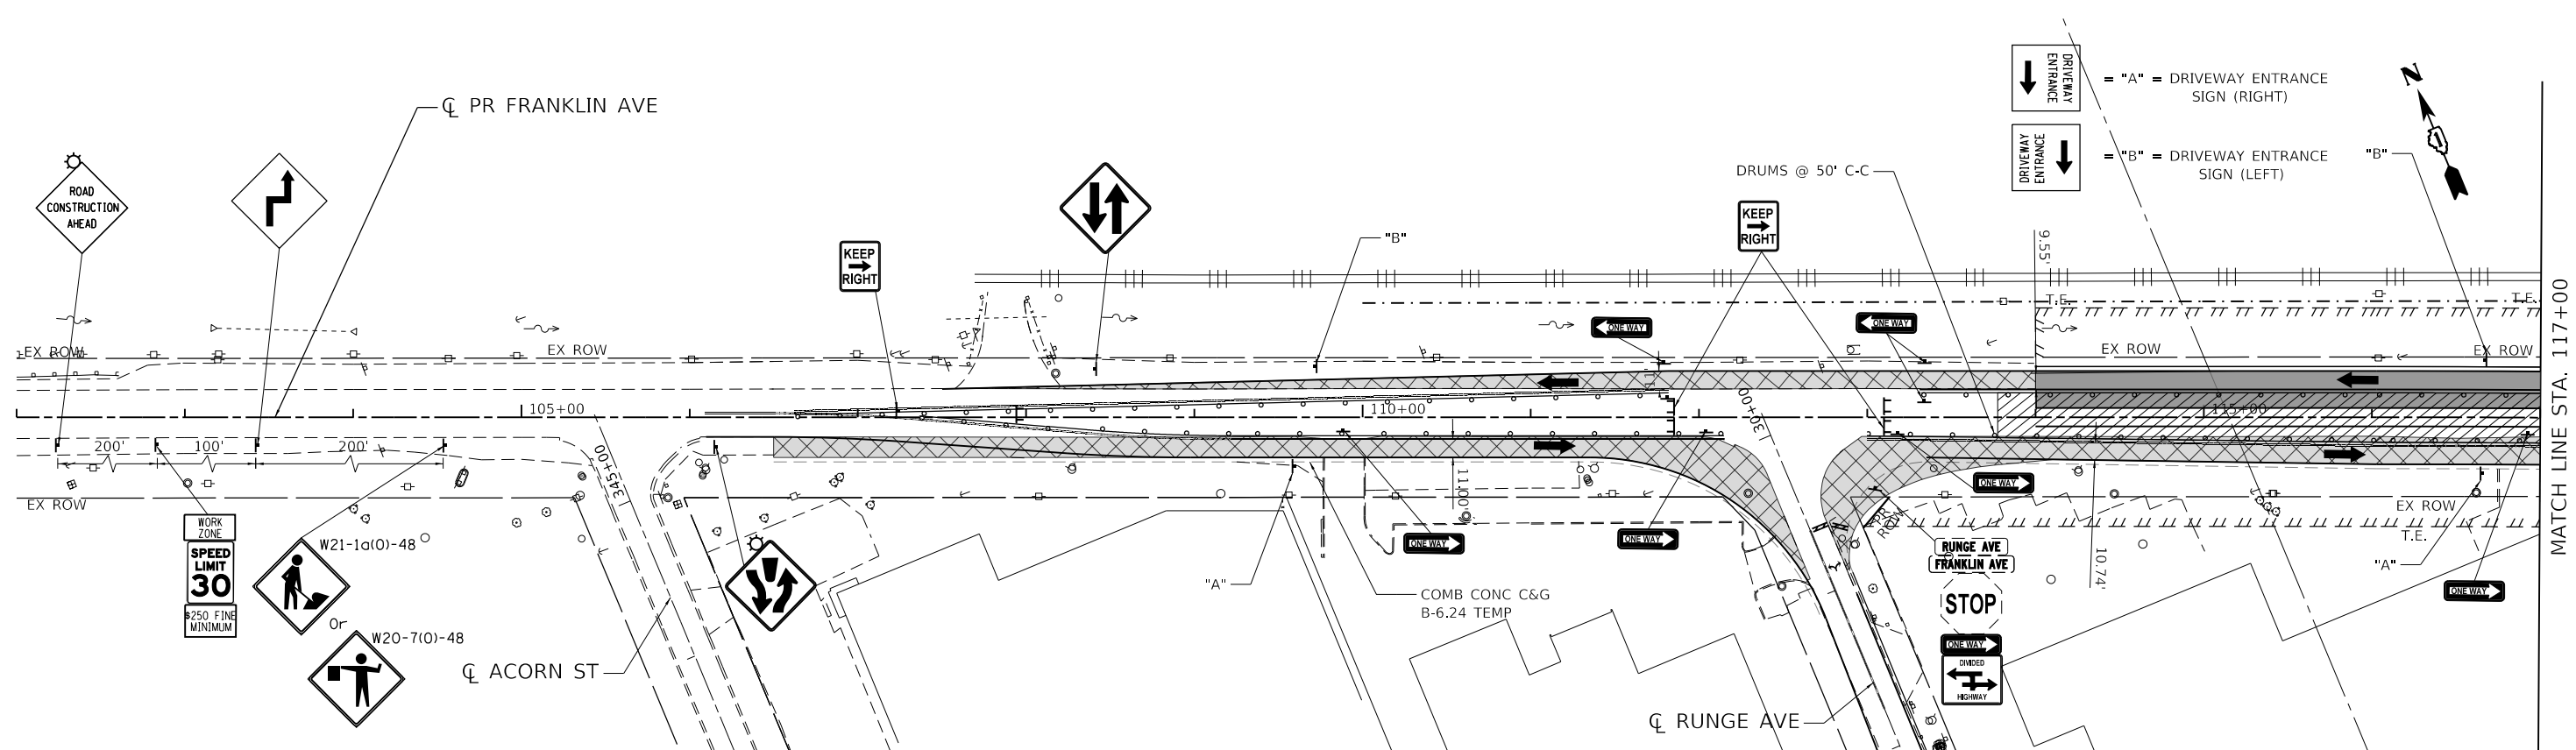 DRIVEWAY
ENTRANCE
= "A" = DRIVEWAY ENTRANCE
SIGN (RIGHT)
DRIVEWAY
ENTRANCE
= "B" = DRIVEWAY ENTRANCE
SIGN (LEFT)
N
"B"
℄ PR FRANKLIN AVE
ROAD
CONSTRUCTION
AHEAD
KEEP
RIGHT
"B"
DRUMS @ 50' C-C
KEEP
RIGHT
9.55'
MATCH LINE STA. 117+00
T.E.
T.E.
ONE WAY
ONE WAY
EX ROW
EX ROW
EX ROW
EX ROW
11'
105+00
110+00
115+00
130+00
200'
100'
200'
345+00
11.00'
EX ROW
EX ROW
T.E.
PR
ROW
ONE WAY
ONE WAY
ONE WAY
ONE WAY
10.74'
"A"
"A"
WORK
ZONE
SPEED
LIMIT
30
$250 FINE
MINIMUM
W21-1a(0)-48
Or
W20-7(0)-48
COMB CONC C&G
B-6.24 TEMP
RUNGE AVE
FRANKLIN AVE
STOP
ONE WAY
DIVIDED
HIGHWAY
℄ ACORN ST
℄ RUNGE AVE